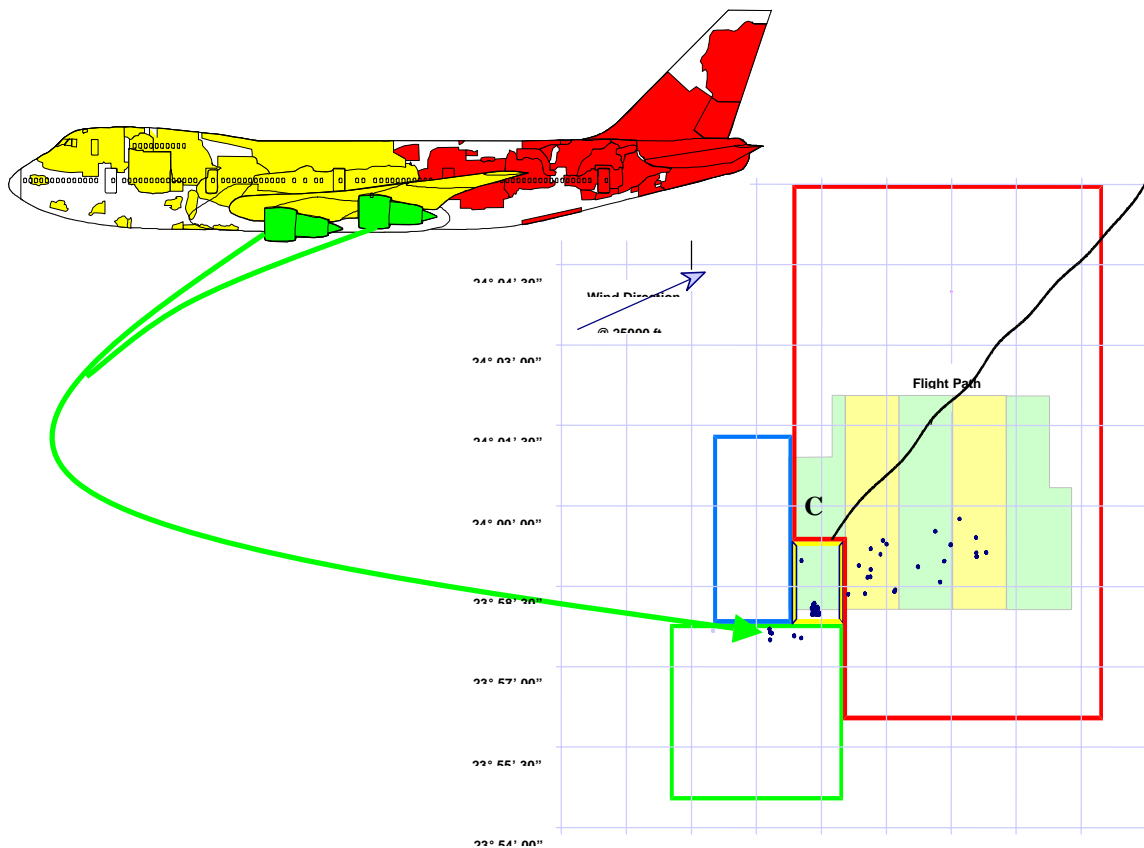 24° 04' 30"
Wind Direction
@ 25000 ft
24° 03' 00"
Flight Path
24° 01' 30"
C
24° 00' 00"
23° 58' 30"
23° 57' 00"
23° 55' 30"
23° 54' 00"